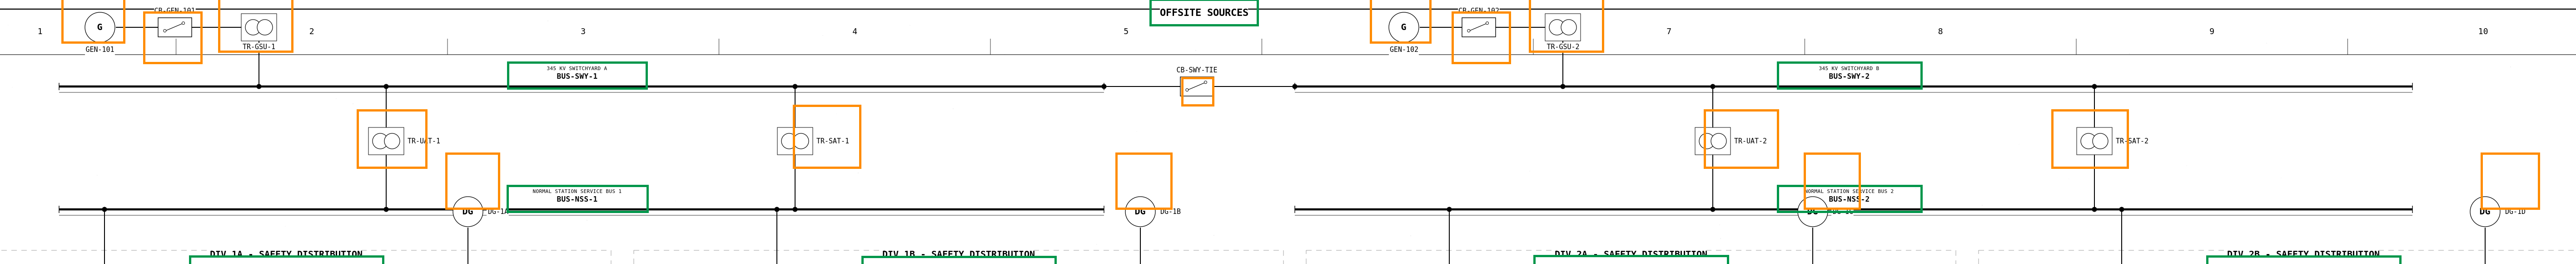 CB-GEN-101
OFFSITE SOURCES
CB-GEN-102
G
G
1
2
3
4
5
7
8
9
10
GEN-101
TR-GSU-1
GEN-102
TR-GSU-2
345 KV SWITCHYARD A
BUS-SWY-1
CB-SWY-TIE
345 KV SWITCHYARD B
BUS-SWY-2
TR-UAT-1
TR-SAT-1
TR-UAT-2
TR-SAT-2
NORMAL STATION SERVICE BUS 1
BUS-NSS-1
NORMAL STATION SERVICE BUS 2
BUS-NSS-2
DG
DG-1A
DG
DG-1B
DG
DG
DG-1D
DIV 1A - SAFETY DISTRIBUTION
DIV 1B - SAFETY DISTRIBUTION
DIV 2A - SAFETY DISTRIBUTION
DIV 2B - SAFETY DISTRIBUTION